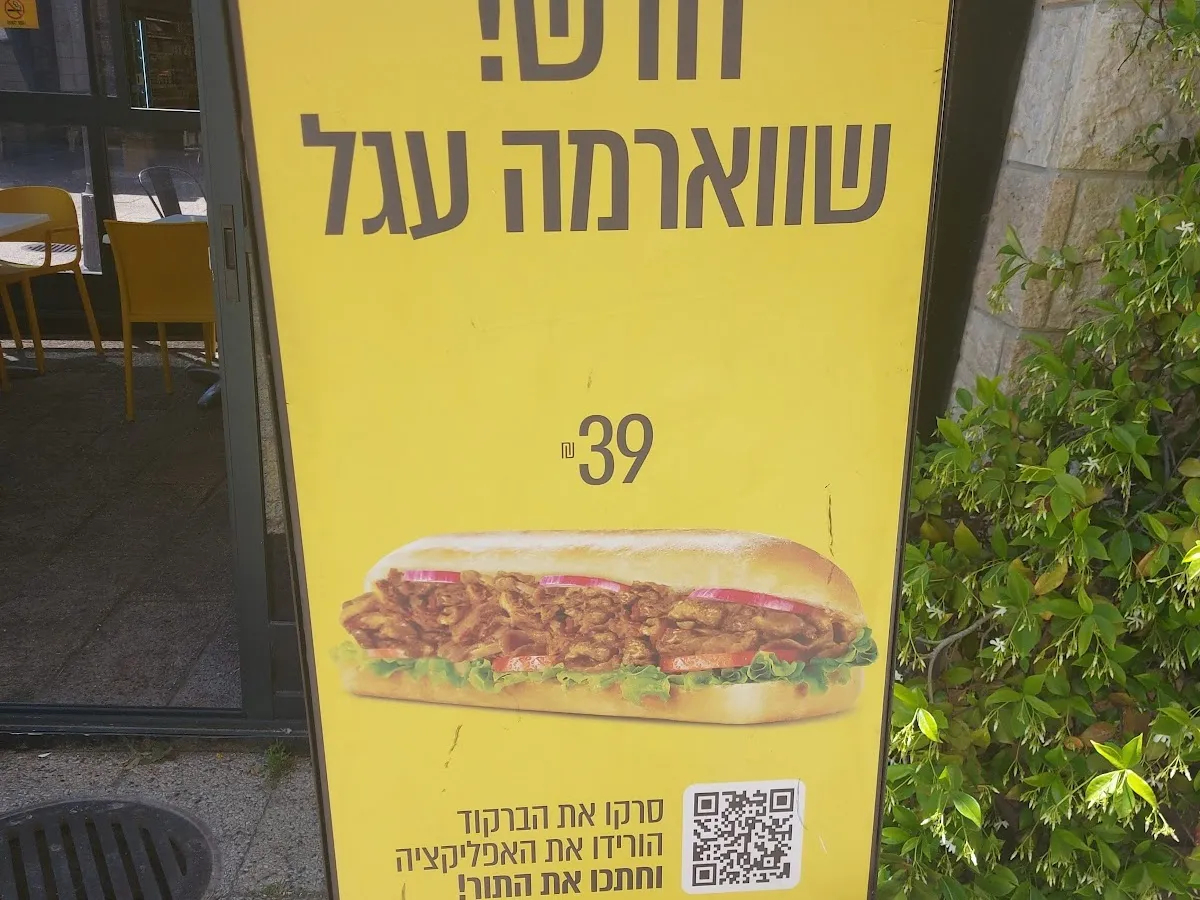 חדש!
שווארמה עגל
39 ₪
סרקו את הברקוד
הורידו את האפליקציה
וחתכו את התור!